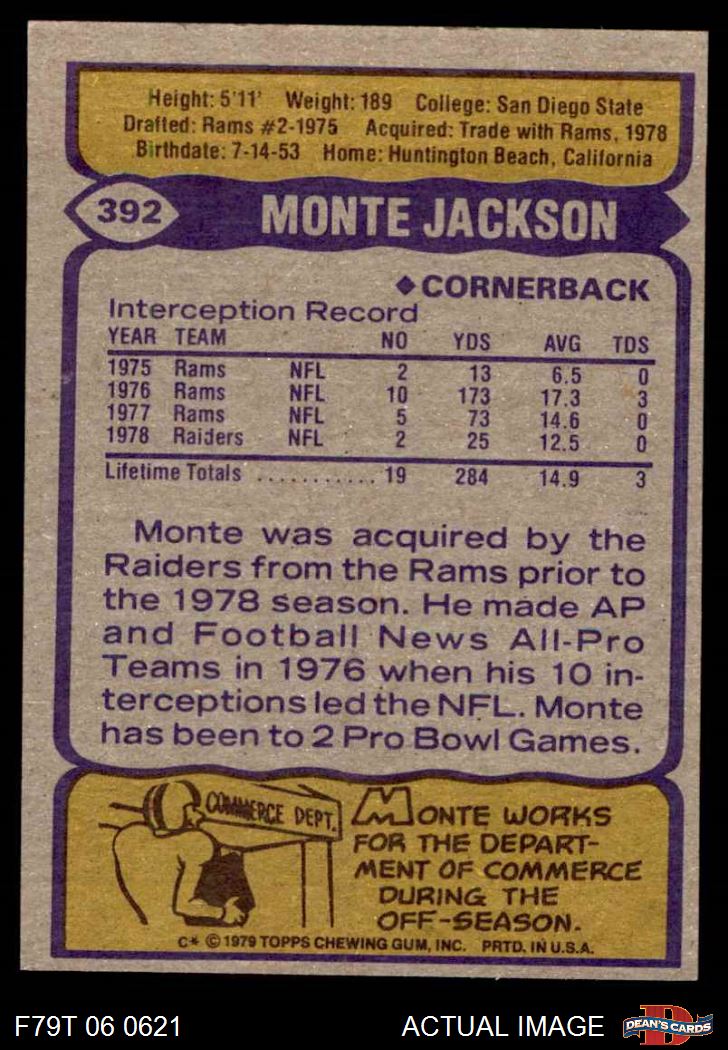 Height: 5'11' Weight: 189 College: San Diego State
Drafted: Rams #2-1975 Acquired: Trade with Rams, 1978
Birthdate: 7-14-53 Home: Huntington Beach, California
392 MONTE JACKSON
◆CORNERBACK
Interception Record
YEAR TEAM NO YDS AVG TDS
1975 Rams NFL 2 13 6.5 0
1976 Rams NFL 10 173 17.3 3
1977 Rams NFL 5 73 14.6 0
1978 Raiders NFL 2 25 12.5 0
Lifetime Totals ............ 19 284 14.9 3
Monte was acquired by the
Raiders from the Rams prior to
the 1978 season. He made AP
and Football News All-Pro
Teams in 1976 when his 10 in-
terceptions led the NFL. Monte
has been to 2 Pro Bowl Games.
COMMERCE DEPT.
MONTE WORKS
FOR THE DEPART-
MENT OF COMMERCE
DURING THE
OFF-SEASON.
C* © 1979 TOPPS CHEWING GUM, INC. PRTD. IN U.S.A.
F79T 06 0621 ACTUAL IMAGE D DEAN'S CARDS